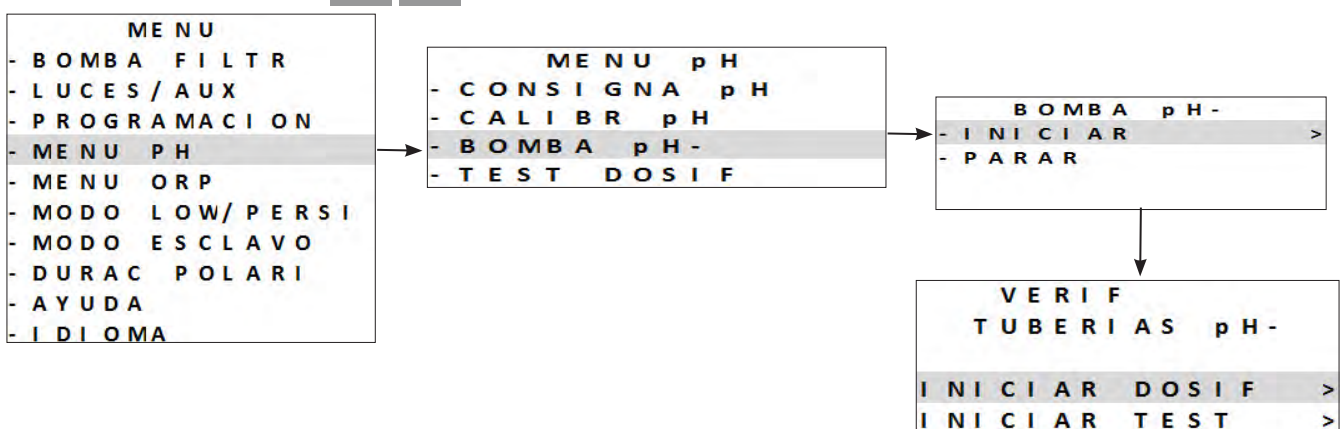 MENU
- BOMBA FILTR
- LUCES/AUX
- PROGRAMACION
- MENU PH
- MENU ORP
- MODO LOW/PERSI
- MODO ESCLAVO
- DURAC POLARI
- AYUDA
- IDIOMA
MENU pH
- CONSIGNA pH
- CALIBR pH
- BOMBA pH-
- TEST DOSIF
BOMBA pH-
- INICIAR >
- PARAR
VERIF
TUBERIAS pH-
INICIAR DOSIF >
INICIAR TEST >